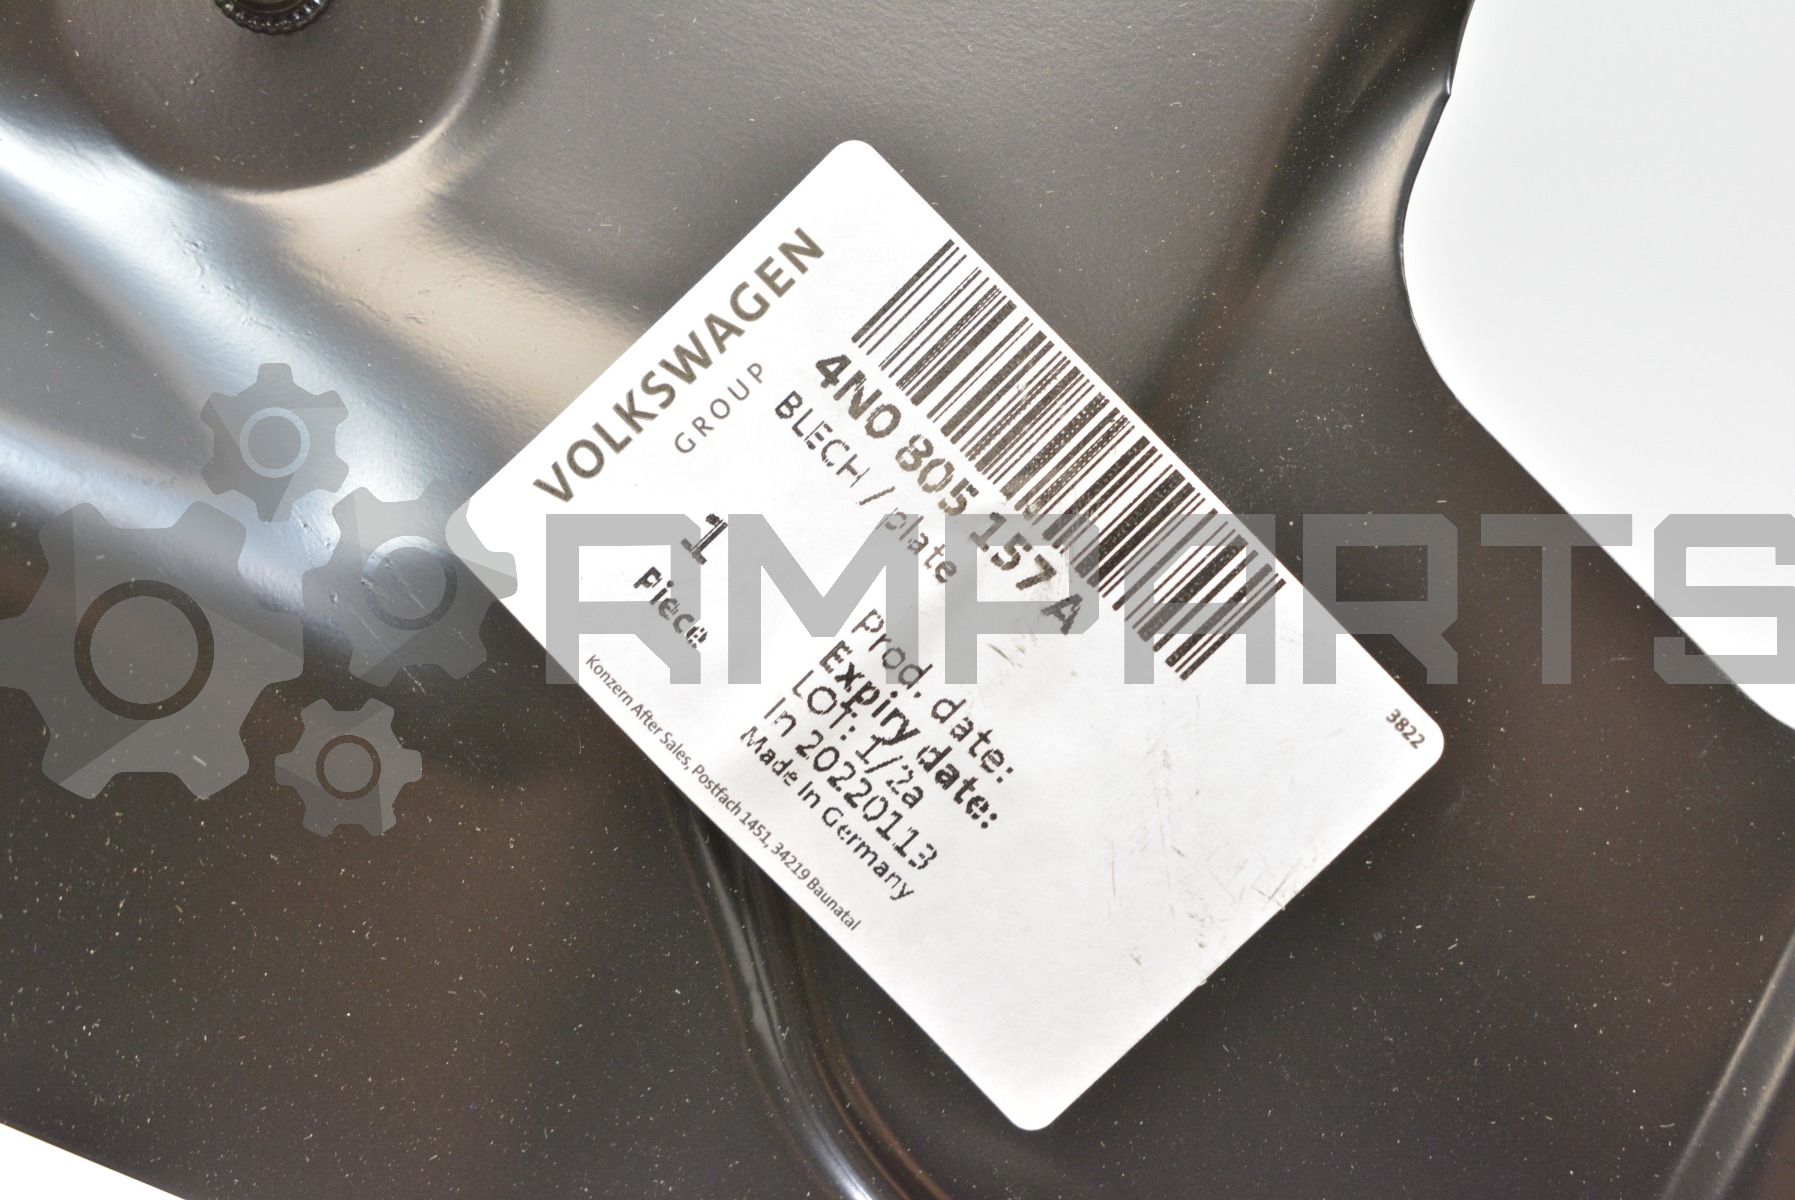 VOLKSWAGEN
GROUP
4N0 805 157 A
BLECH / plate
1
Piece
Prod. date:
Expiry date:
LOT: 1/2a
In 20220113
Made In Germany
Konzern After Sales, Postfach 1451, 34219 Baunatal
3822
RMPARTS